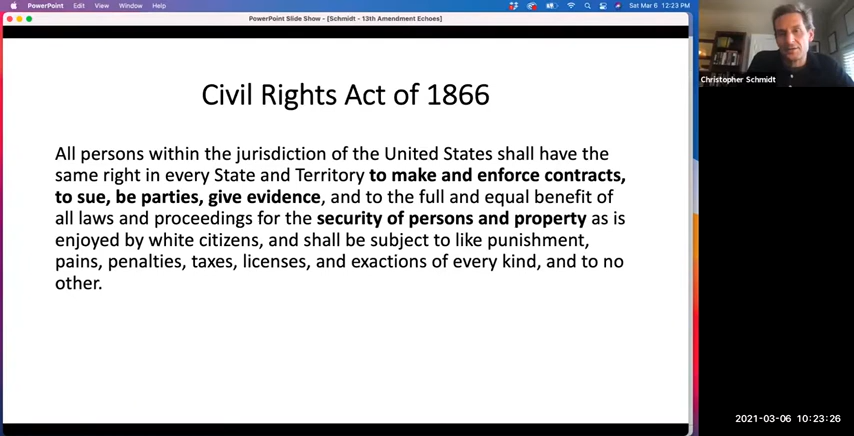 PowerPoint File Edit View Window Help Sat Mar 6 12:23 PM
PowerPoint Slide Show - [Schmidt - 13th Amendment Echoes]
Christopher Schmidt
Civil Rights Act of 1866
All persons within the jurisdiction of the United States shall have the
same right in every State and Territory to make and enforce contracts,
to sue, be parties, give evidence, and to the full and equal benefit of
all laws and proceedings for the security of persons and property as is
enjoyed by white citizens, and shall be subject to like punishment,
pains, penalties, taxes, licenses, and exactions of every kind, and to no
other.
2021-03-06 10:23:26